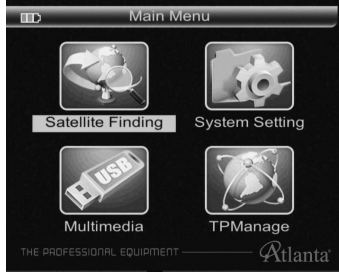 Main Menu
Satellite Finding
System Setting
USB
Multimedia
TPManage
THE PROFESSIONAL EQUIPMENT
Atlanta